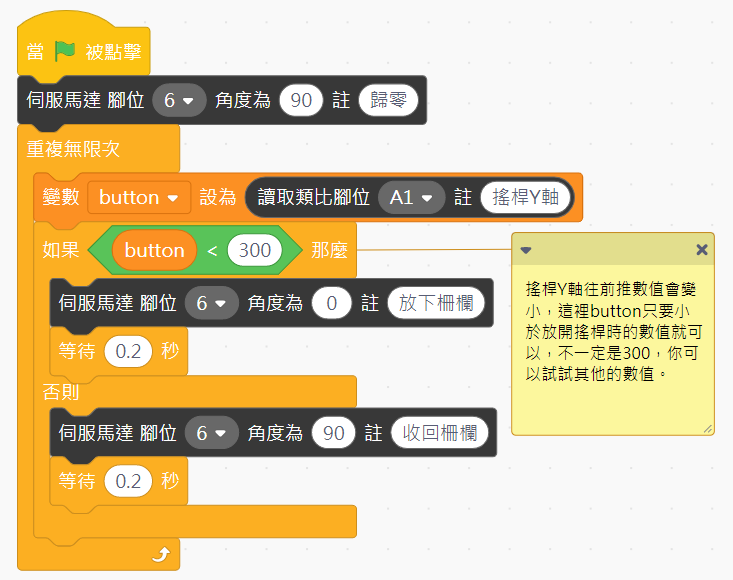 當 被點擊
伺服馬達 腳位 6 角度為 90 註 歸零
重複無限次
變數 button 設為 讀取類比腳位 A1 註 搖桿Y軸
如果 button < 300 那麼
伺服馬達 腳位 6 角度為 0 註 放下柵欄
等待 0.2 秒
否則
伺服馬達 腳位 6 角度為 90 註 收回柵欄
等待 0.2 秒
搖桿Y軸往前推數值會變
小，這裡button只要小
於放開搖桿時的數值就可
以，不一定是300，你可
以試試其他的數值。